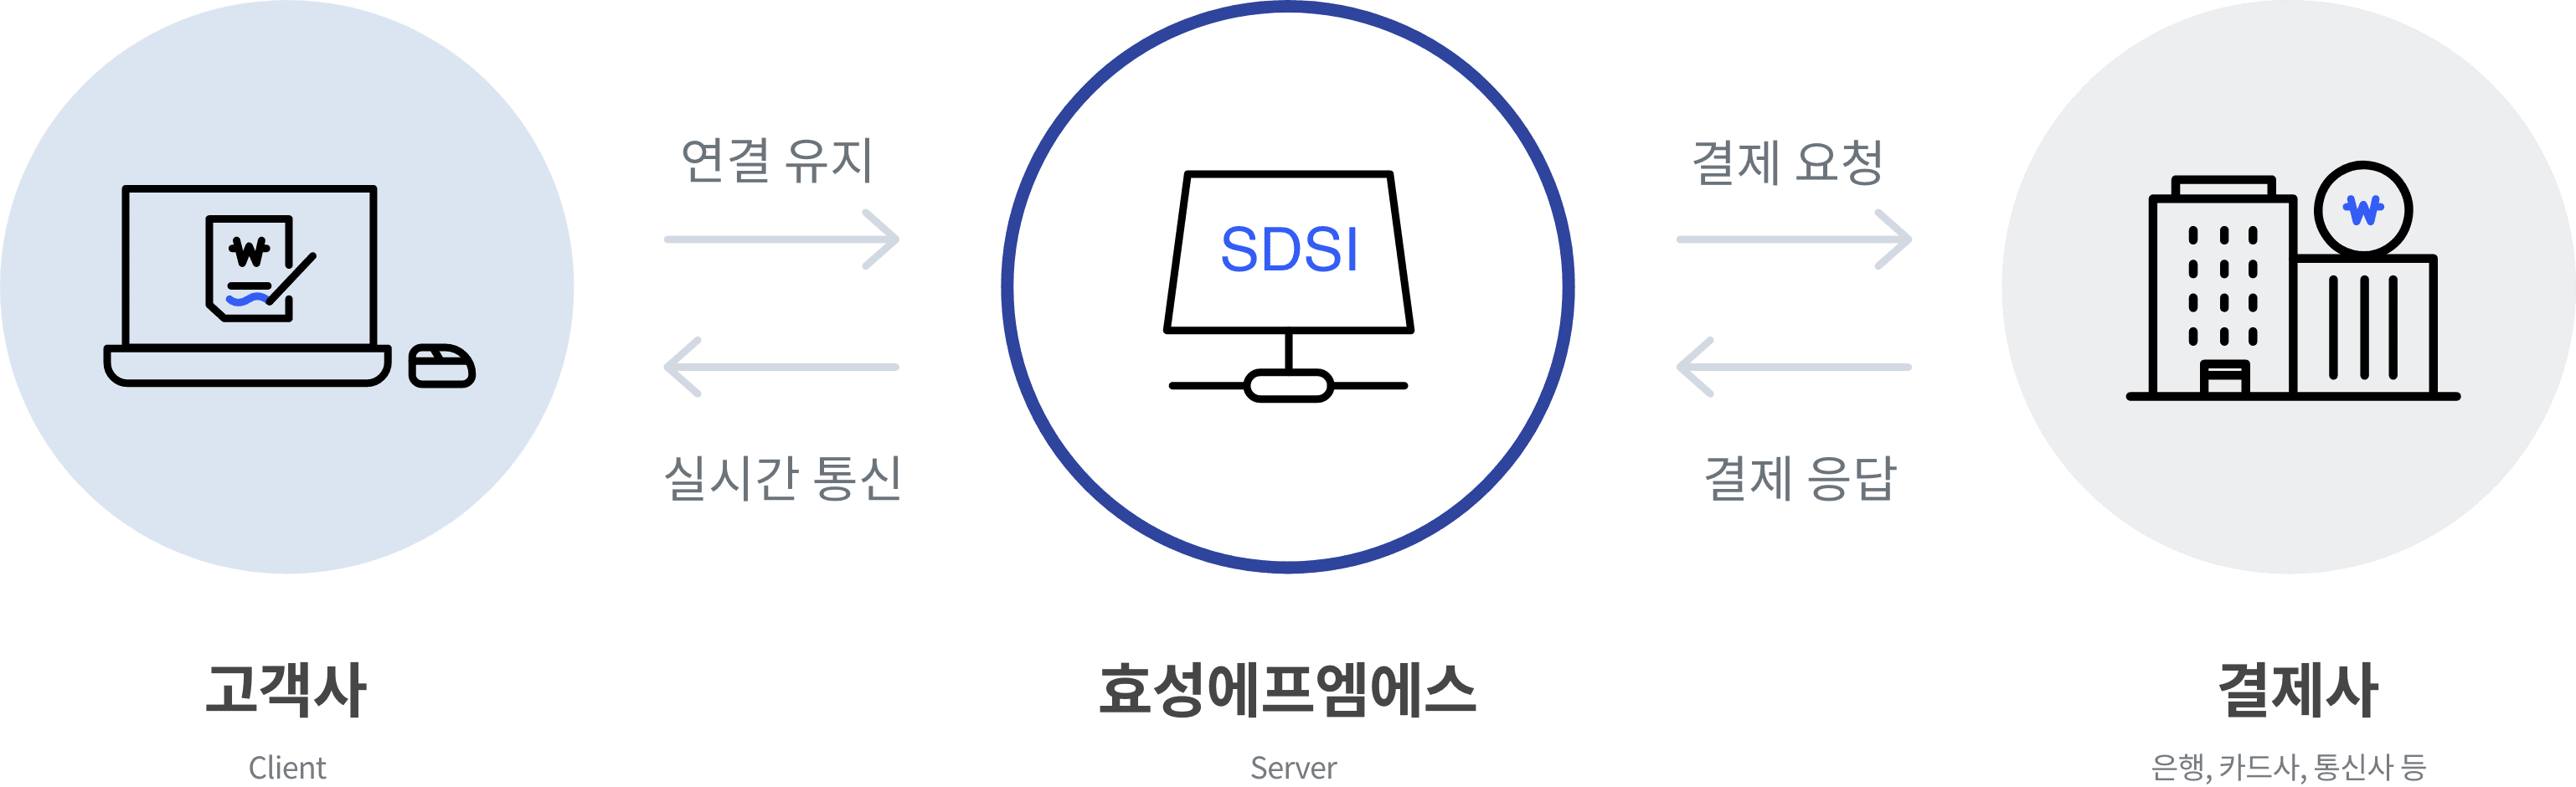 연결 유지
실시간 통신
SDSI
결제 요청
결제 응답
고객사
Client
효성에프엠에스
Server
결제사
은행, 카드사, 통신사 등